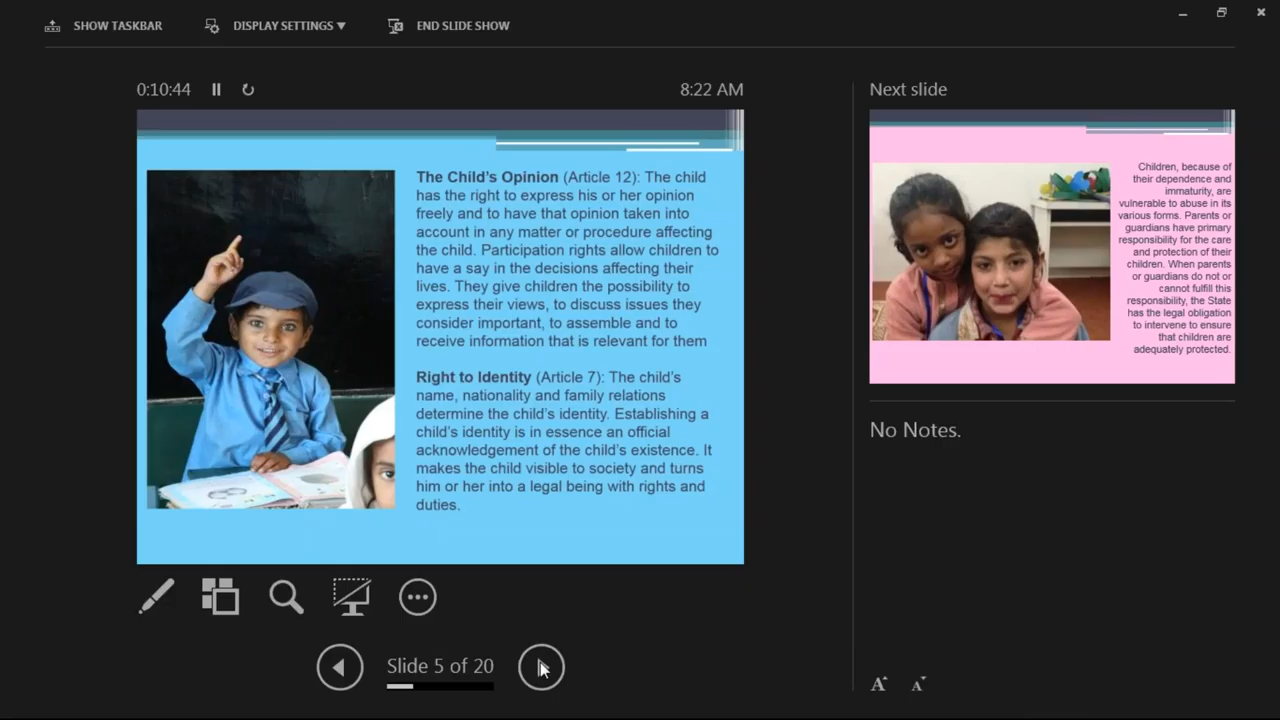 SHOW TASKBAR
DISPLAY SETTINGS ▼
END SLIDE SHOW
0:10:44
8:22 AM
The Child’s Opinion (Article 12): The child
has the right to express his or her opinion
freely and to have that opinion taken into
account in any matter or procedure affecting
the child. Participation rights allow children to
have a say in the decisions affecting their
lives. They give children the possibility to
express their views, to discuss issues they
consider important, to assemble and to
receive information that is relevant for them
Right to Identity (Article 7): The child’s
name, nationality and family relations
determine the child’s identity. Establishing a
child’s identity is in essence an official
acknowledgement of the child’s existence. It
makes the child visible to society and turns
him or her into a legal being with rights and
duties.
Slide 5 of 20
Next slide
Children, because of
their dependence and
immaturity, are
vulnerable to abuse in its
various forms. Parents or
guardians have primary
responsibility for the care
and protection of their
children. When parents
or guardians do not or
cannot fulfill this
responsibility, the State
has the legal obligation
to intervene to ensure
that children are
adequately protected.
No Notes.
A A